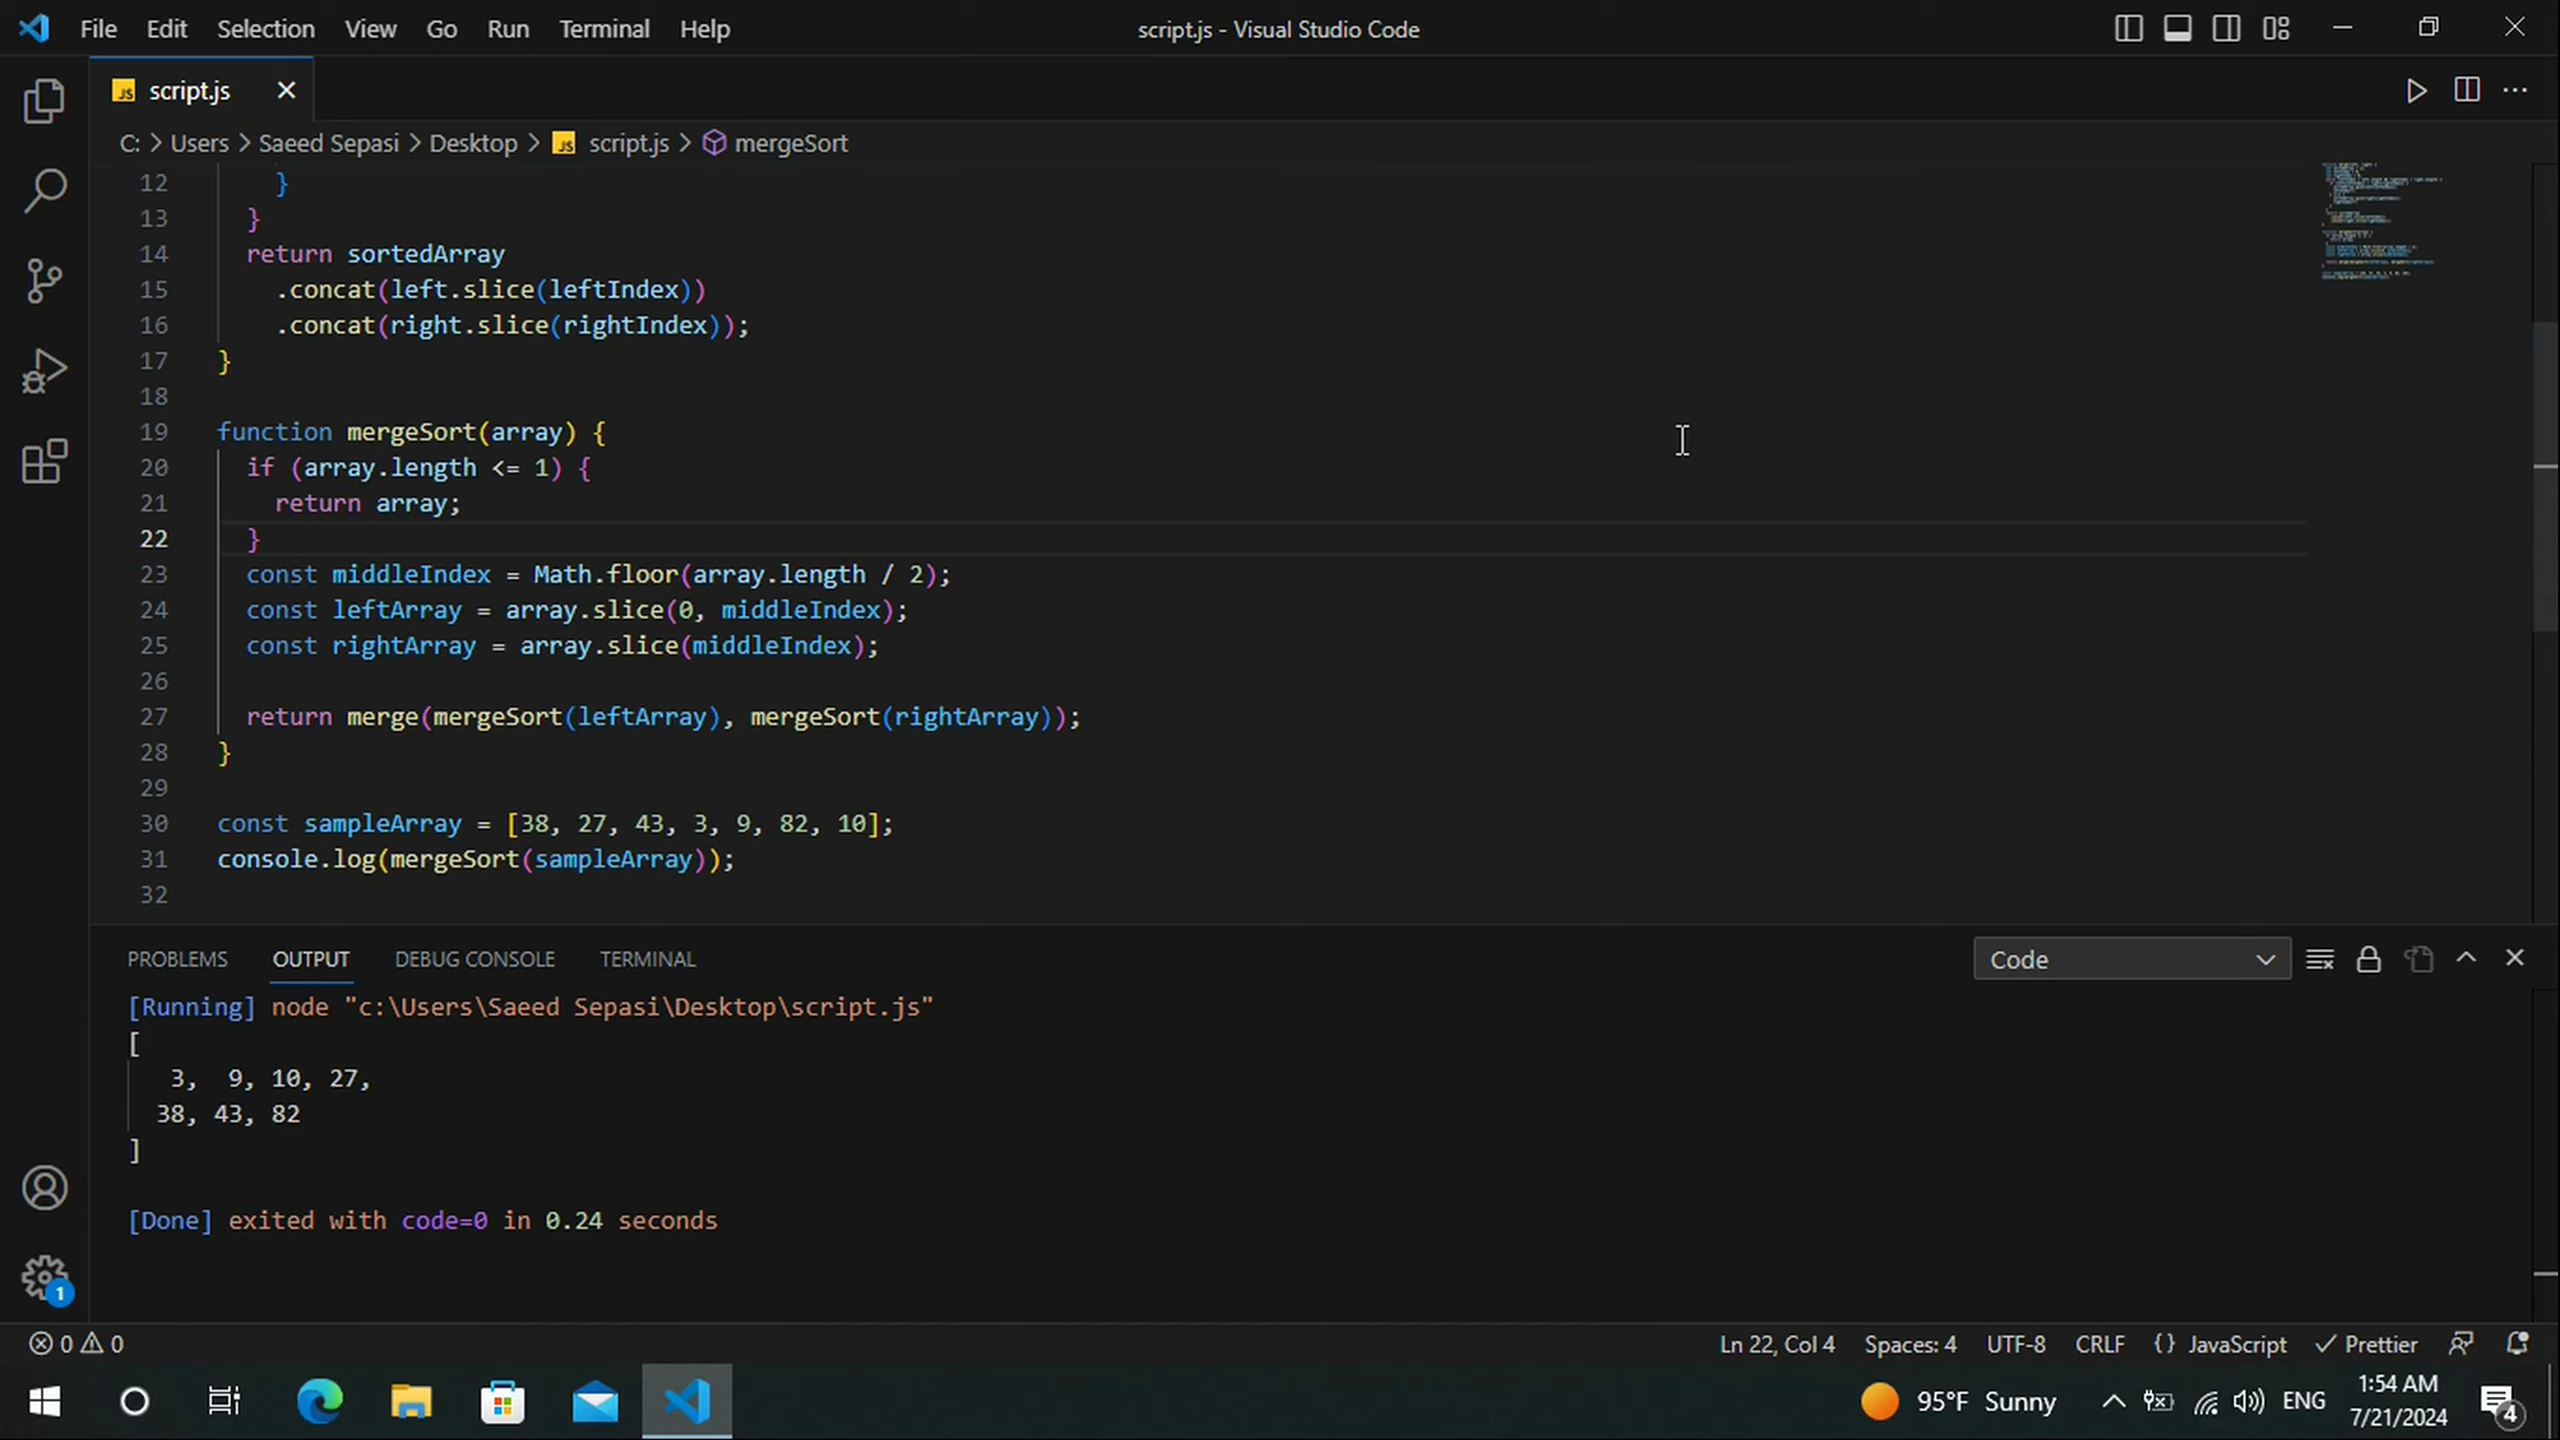 File Edit Selection View Go Run Terminal Help
script.js - Visual Studio Code
JS script.js
C: > Users > Saeed Sepasi > Desktop > JS script.js > mergeSort
12 }
13 }
14 return sortedArray
15 .concat(left.slice(leftIndex))
16 .concat(right.slice(rightIndex));
17 }
18
19 function mergeSort(array) {
20 if (array.length <= 1) {
21 return array;
22 }
23 const middleIndex = Math.floor(array.length / 2);
24 const leftArray = array.slice(0, middleIndex);
25 const rightArray = array.slice(middleIndex);
26
27 return merge(mergeSort(leftArray), mergeSort(rightArray));
28 }
29
30 const sampleArray = [38, 27, 43, 3, 9, 82, 10];
31 console.log(mergeSort(sampleArray));
32
PROBLEMS OUTPUT DEBUG CONSOLE TERMINAL
Code
[Running] node "c:\Users\Saeed Sepasi\Desktop\script.js"
[
3, 9, 10, 27,
38, 43, 82
]
[Done] exited with code=0 in 0.24 seconds
1
0 0
Ln 22, Col 4 Spaces: 4 UTF-8 CRLF {} JavaScript Prettier
95°F Sunny
ENG
1:54 AM
7/21/2024
4